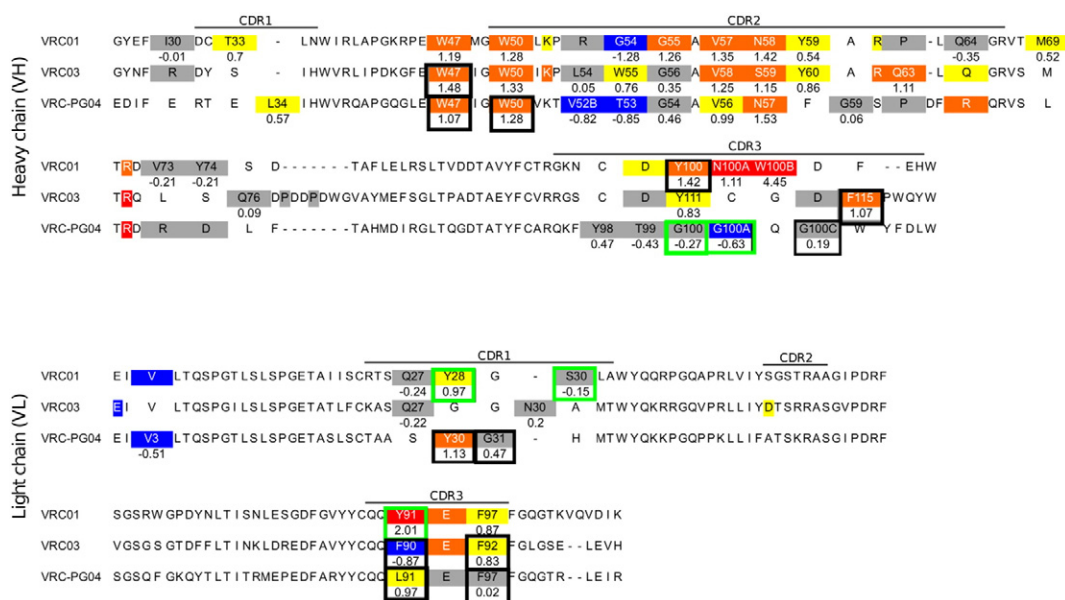 CDR1 CDR2
VRC01 GYEF I30 DC T33 - LNWIRLAPGKRPE W47 MG W50 L K P R G54 G55 A V57 N58 Y59 A R P - L Q64 GRVT M69
-0.01 0.7 1.19 1.28 -1.28 1.26 1.35 1.42 0.54 -0.35 0.52
VRC03 GYNF R DY S - IHWVRLIPDKGFE W47 IG W50 I K P L54 W55 G56 A V58 S59 Y60 A R Q63 - L Q GRVS M
1.48 1.33 0.05 0.76 0.35 1.25 1.15 0.86 1.11
VRC-PG04 EDIF E RT E L34 IHWVRQAPGQGLE W47 IG W50 VKT V52B T53 G54 A V56 N57 F G59 S P DF R QRVS L
0.57 1.07 1.28 -0.82 -0.85 0.46 0.99 1.53 0.06
Heavy chain (VH)
CDR3
VRC01 T R D V73 Y74 S D - - - - - - - TAFLELRSLTVDDTAVYFCTRGKN C D Y100 N100A W100B D F - EHW
-0.21 -0.21 1.42 1.11 4.45
VRC03 T R Q L S Q76 DPDDPDWGVAYMEFSGLTPADTAEYFCVRRGS C D Y111 C G D F115 PWQYW
0.09 0.83 1.07
VRC-PG04 T R D R D L F - - - - - - - TAHMDIRGLTQGDTATYFCARQKF Y98 T99 G100 G100A Q G100C W YFDLW
0.47 -0.43 -0.27 -0.63 0.19
CDR1 CDR2
VRC01 EI V LTQSPGTLSLSPGETAIISCRTS Q27 Y28 G - S30 LAWYQQRPGQAPRLVIYSGSTRAAGIPDRF
-0.24 0.97 -0.15
VRC03 E I V LTQSPGILSLSPGETATLFCKAS Q27 G G N30 A MTWYQKRRGQVPRLLIY D TSRRASGVPDRF
-0.22 0.2
VRC-PG04 EI V3 LTQSPGTLSLSPGETASLSCTAA S Y30 G31 - H MTWYQKKPGQPPKLLIFATSKRASGIPDRF
-0.51 1.13 0.47
Light chain (VL)
CDR3
VRC01 SGSRWGPDYNLTISNLESGDFGVYYCQQ Y91 E F97 FGQGTKVQVDIK
2.01 0.87
VRC03 VGSGSGTDFFLTINKLDREDFAVYYCQQ F90 E F92 FGLGSE--LEVH
-0.87 0.83
VRC-PG04 SGSQFGKQYTLTITRMEPEDFARYYCQQ L91 E F97 FGQGTR--LEIR
0.97 0.02